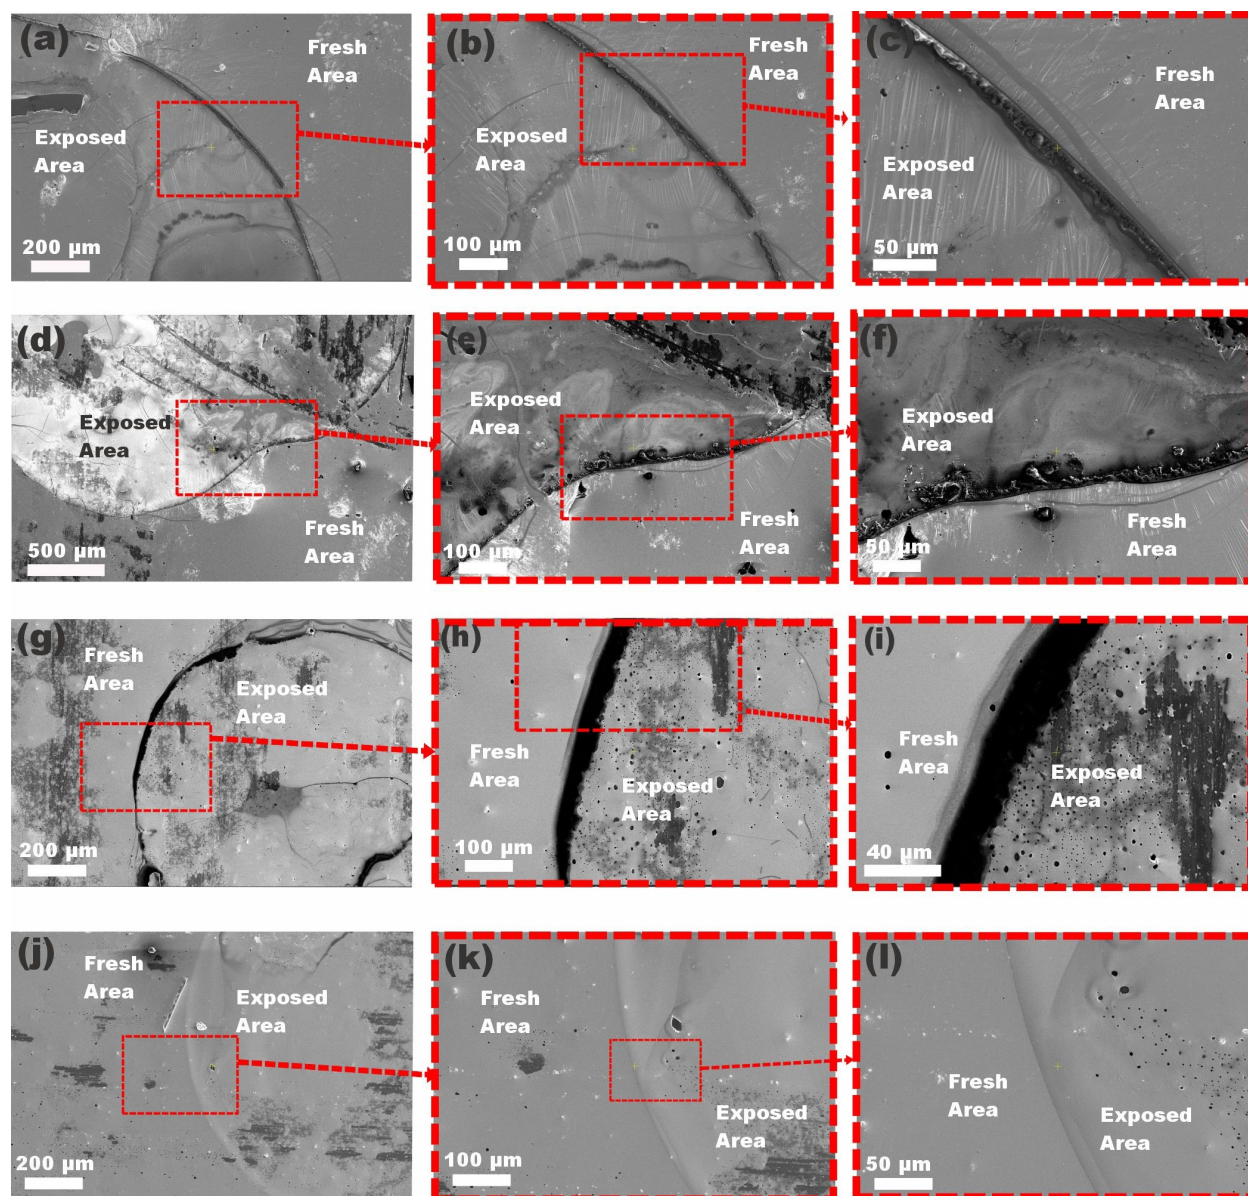 (a)
Fresh
Area
Exposed
Area
200 µm
(b)
Fresh
Area
Exposed
Area
100 µm
(c)
Fresh
Area
Exposed
Area
50 µm
(d)
Exposed
Area
Fresh
Area
500 µm
(e)
Exposed
Area
Fresh
Area
100 µm
(f)
Exposed
Area
Fresh
Area
50 µm
(g)
Fresh
Area
Exposed
Area
200 µm
(h)
Fresh
Area
Exposed
Area
100 µm
(i)
Fresh
Area
Exposed
Area
40 µm
(j)
Fresh
Area
Exposed
Area
200 µm
(k)
Fresh
Area
Exposed
Area
100 µm
(l)
Fresh
Area
Exposed
Area
50 µm